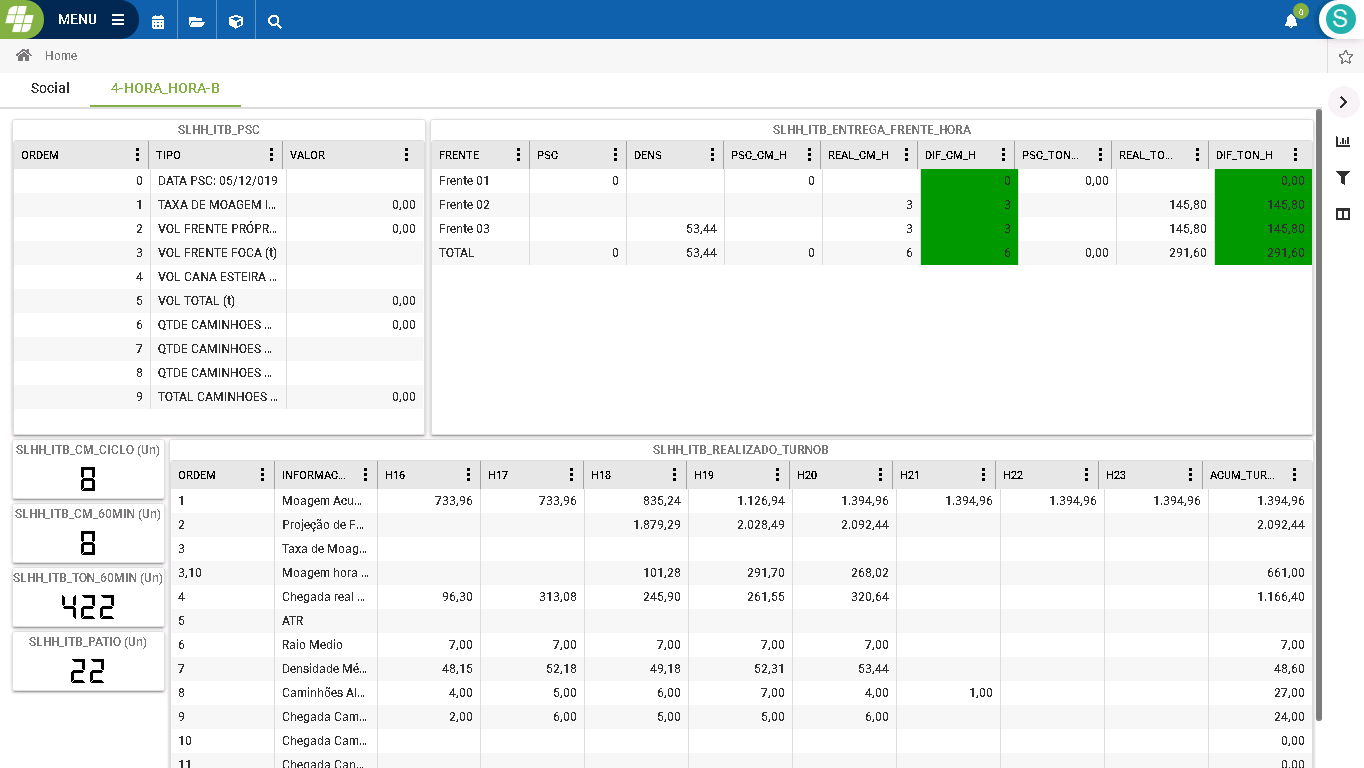 MENU
0
S
Home
Social 4-HORA_HORA-B
SLHH_ITB_PSC
ORDEM TIPO VALOR
0 DATA PSC: 05/12/019
1 TAXA DE MOAGEM I... 0,00
2 VOL FRENTE PRÓPR... 0,00
3 VOL FRENTE FOCA (t)
4 VOL CANA ESTEIRA ...
5 VOL TOTAL (t) 0,00
6 QTDE CAMINHOES ... 0,00
7 QTDE CAMINHOES ...
8 QTDE CAMINHOES ...
9 TOTAL CAMINHOES ... 0,00
SLHH_ITB_ENTREGA_FRENTE_HORA
FRENTE PSC DENS PSC_CM_H REAL_CM_H DIF_CM_H PSC_TON... REAL_TO... DIF_TON_H
Frente 01 0 0 0 0,00 0,00
Frente 02 3 3 145,80 145,80
Frente 03 53,44 3 3 145,80 145,80
TOTAL 0 53,44 0 6 6 0,00 291,60 291,60
SLHH_ITB_CM_CICLO (Un)
8
SLHH_ITB_CM_60MIN (Un)
8
SLHH_ITB_TON_60MIN (Un)
422
SLHH_ITB_PATIO (Un)
22
SLHH_ITB_REALIZADO_TURNOB
ORDEM INFORMAC... H16 H17 H18 H19 H20 H21 H22 H23 ACUM_TUR...
1 Moagem Acu... 733,96 733,96 835,24 1.126,94 1.394,96 1.394,96 1.394,96 1.394,96 1.394,96
2 Projeção de F... 1.879,29 2.028,49 2.092,44 2.092,44
3 Taxa de Moag...
3,10 Moagem hora ... 101,28 291,70 268,02 661,00
4 Chegada real ... 96,30 313,08 245,90 261,55 320,64 1.166,40
5 ATR
6 Raio Medio 7,00 7,00 7,00 7,00 7,00 7,00
7 Densidade Mé... 48,15 52,18 49,18 52,31 53,44 48,60
8 Caminhões Al... 4,00 5,00 6,00 7,00 4,00 1,00 27,00
9 Chegada Cam... 2,00 6,00 5,00 5,00 6,00 24,00
10 Chegada Cam... 0,00
11 Chegada Can... 0,00